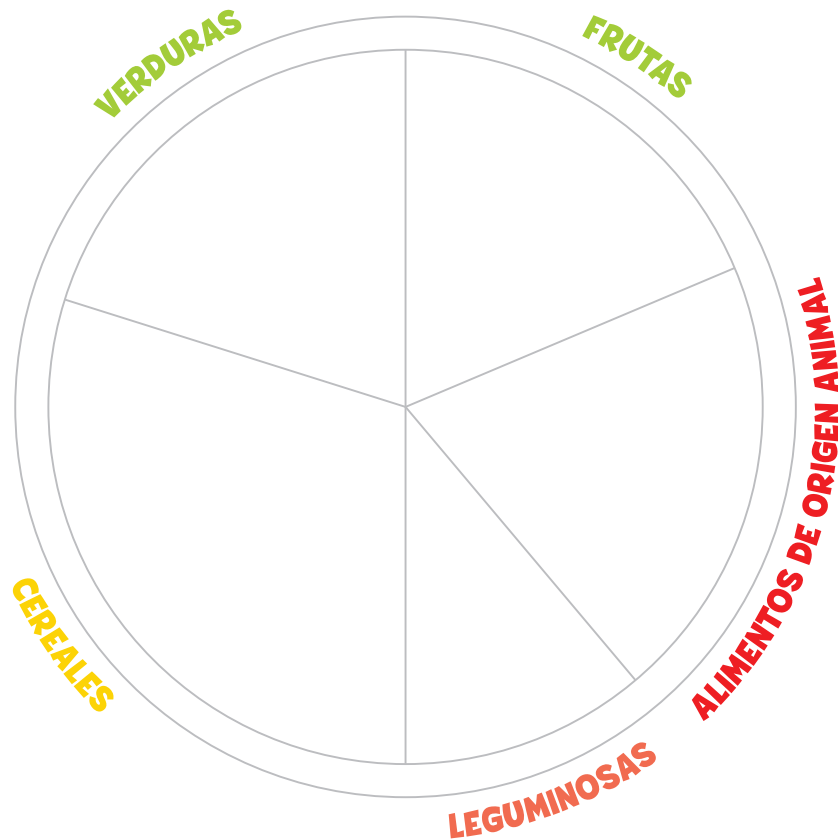 VERDURAS
FRUTAS
ALIMENTOS DE ORIGEN ANIMAL
CEREALES
LEGUMINOSAS